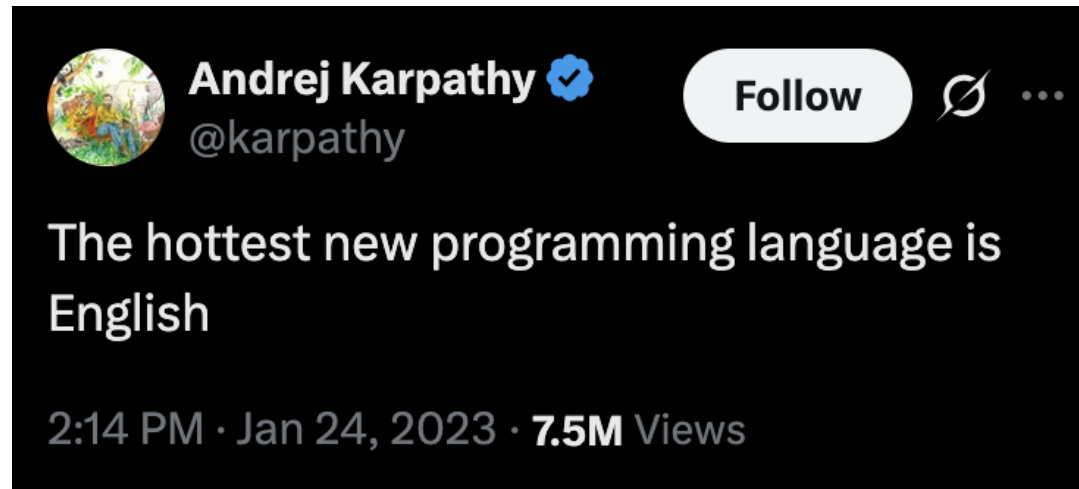 Andrej Karpathy
@karpathy
Follow
The hottest new programming language is
English
2:14 PM · Jan 24, 2023 · 7.5M Views